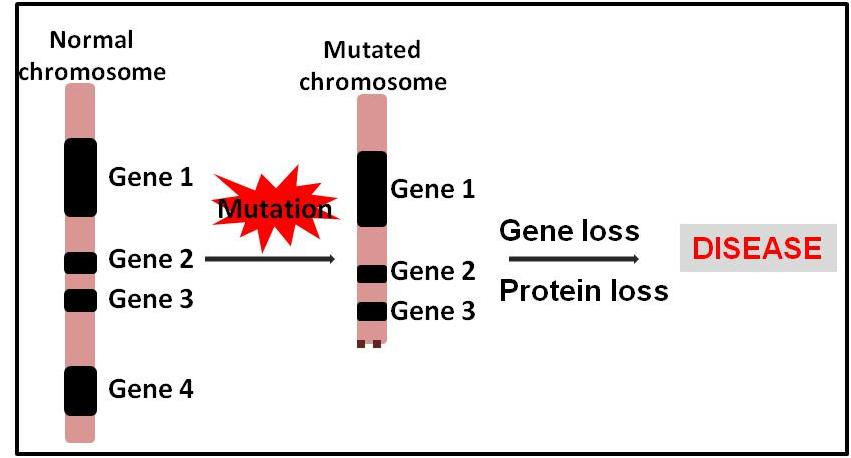 Normal
chromosome
Gene 1
Gene 2
Gene 3
Gene 4
Mutation
Mutated
chromosome
Gene 1
Gene 2
Gene 3
Gene loss
Protein loss
DISEASE